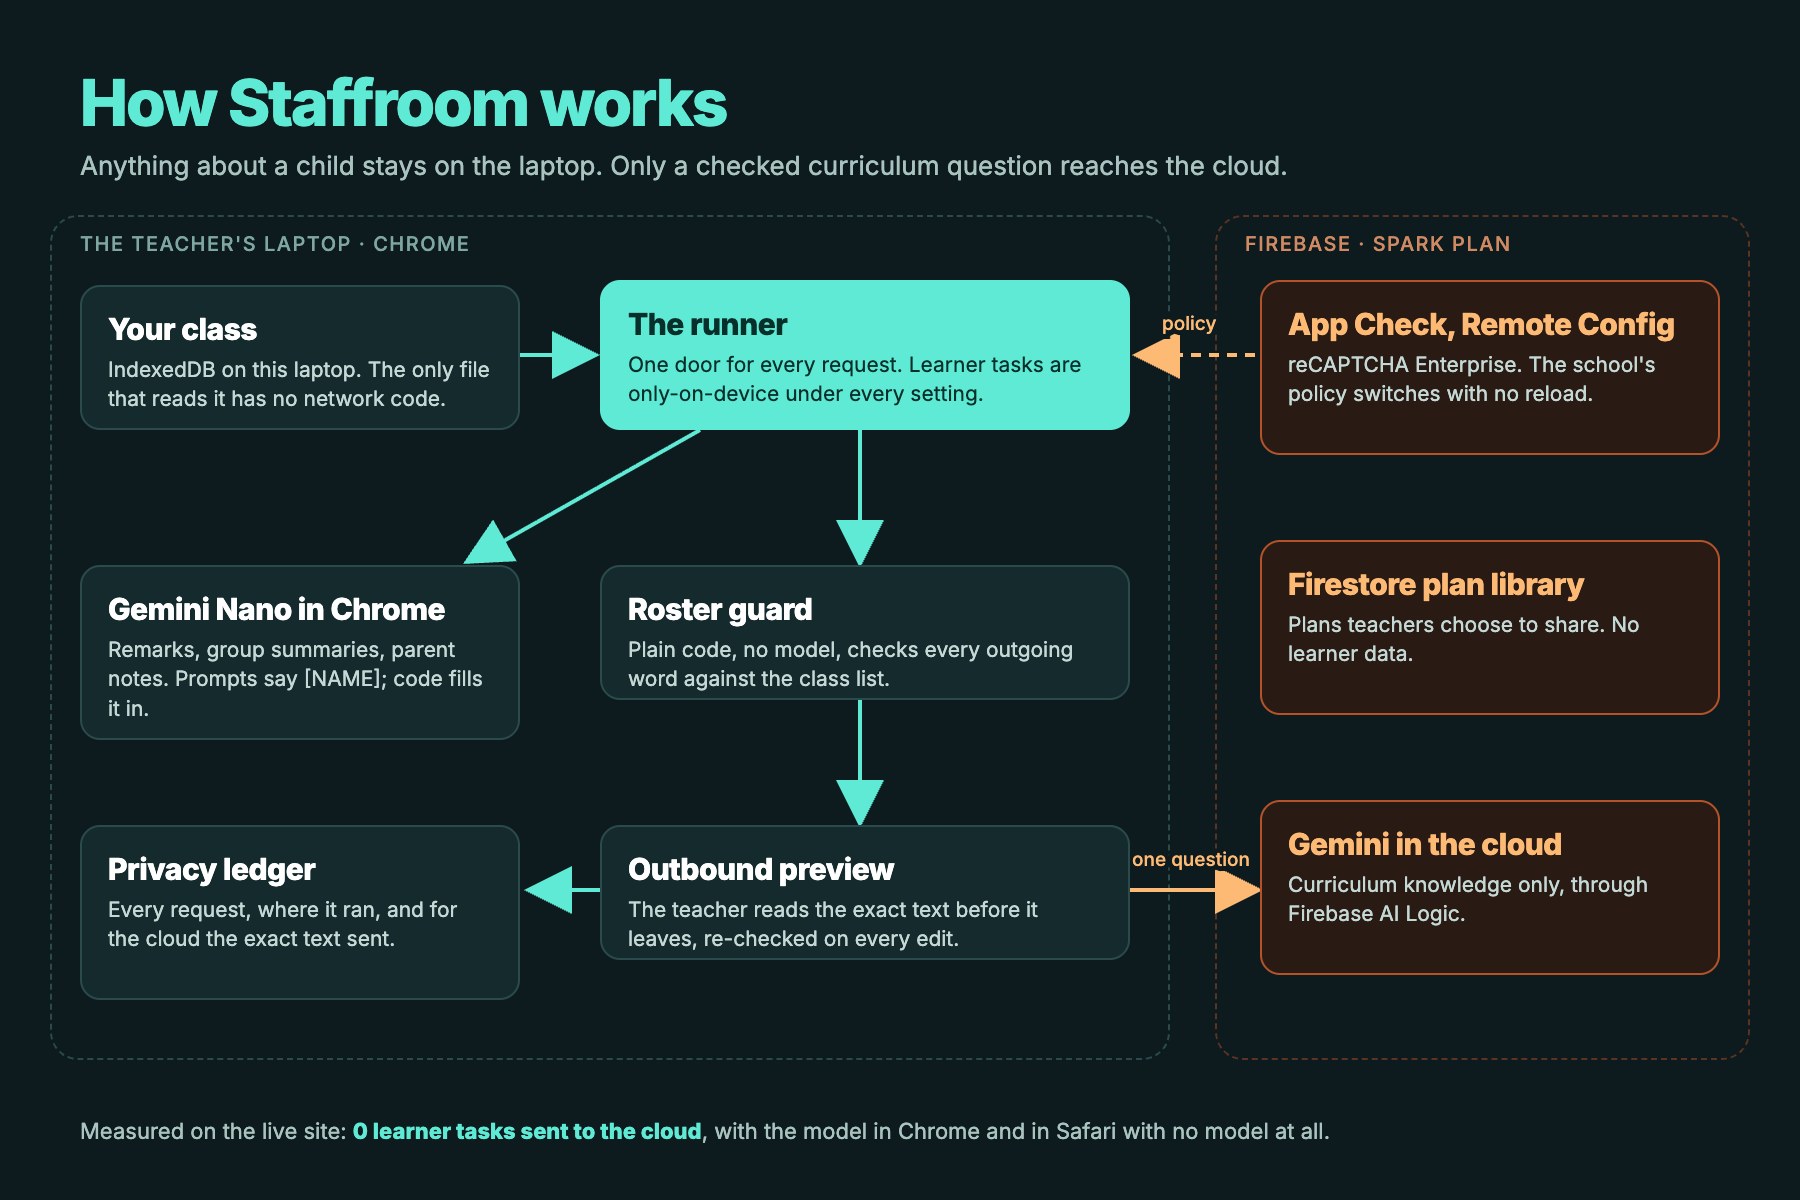 How Staffroom works
Anything about a child stays on the laptop. Only a checked curriculum question reaches the cloud.
THE TEACHER'S LAPTOP · CHROME
Your class
IndexedDB on this laptop. The only file
that reads it has no network code.
The runner
One door for every request. Learner tasks are
only-on-device under every setting.
Gemini Nano in Chrome
Remarks, group summaries, parent
notes. Prompts say [NAME]; code fills
it in.
Roster guard
Plain code, no model, checks every outgoing
word against the class list.
Privacy ledger
Every request, where it ran, and for
the cloud the exact text sent.
Outbound preview
The teacher reads the exact text before it
leaves, re-checked on every edit.
policy
one question
FIREBASE · SPARK PLAN
App Check, Remote Config
reCAPTCHA Enterprise. The school's
policy switches with no reload.
Firestore plan library
Plans teachers choose to share. No
learner data.
Gemini in the cloud
Curriculum knowledge only, through
Firebase AI Logic.
Measured on the live site: 0 learner tasks sent to the cloud, with the model in Chrome and in Safari with no model at all.